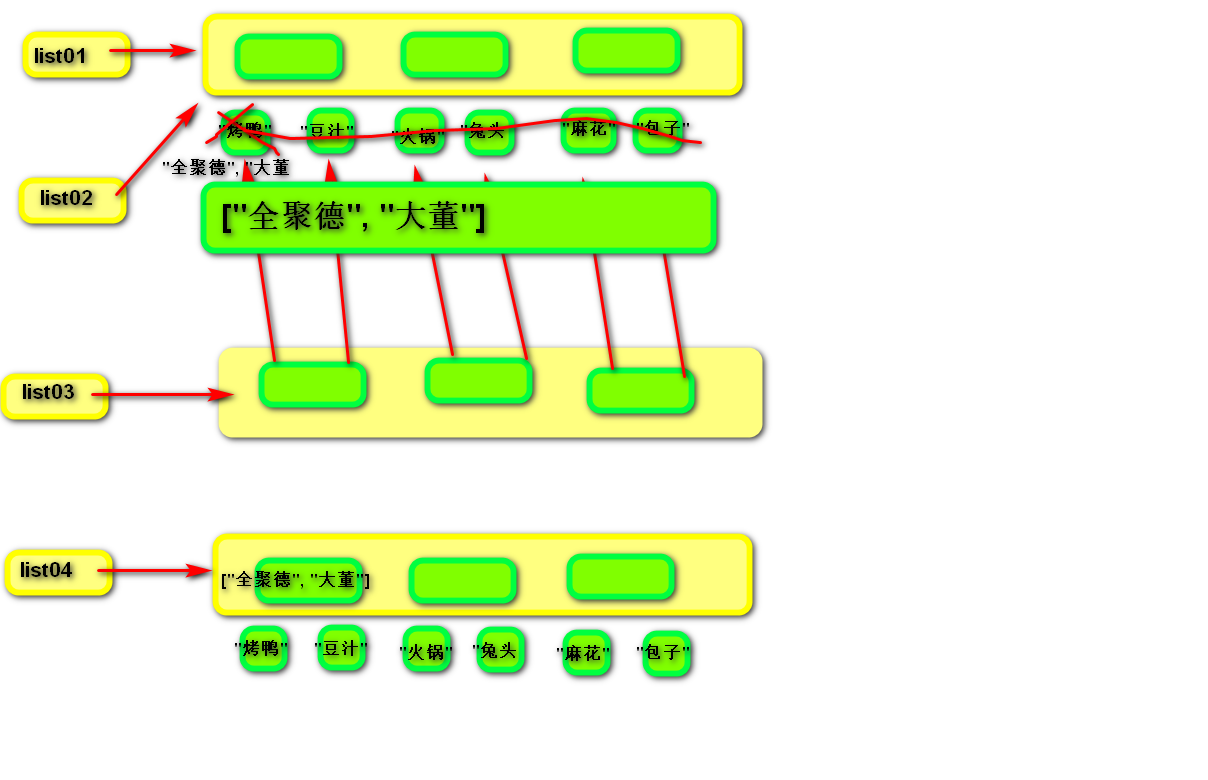 list01
"烤鸭" "豆汁" "火锅" "兔头 "麻花" "包子"
"全聚德", "大董
list02
["全聚德", "大董"]
list03
list04
["全聚德", "大董"]
"烤鸭" "豆汁" "火锅" "兔头 "麻花" "包子"